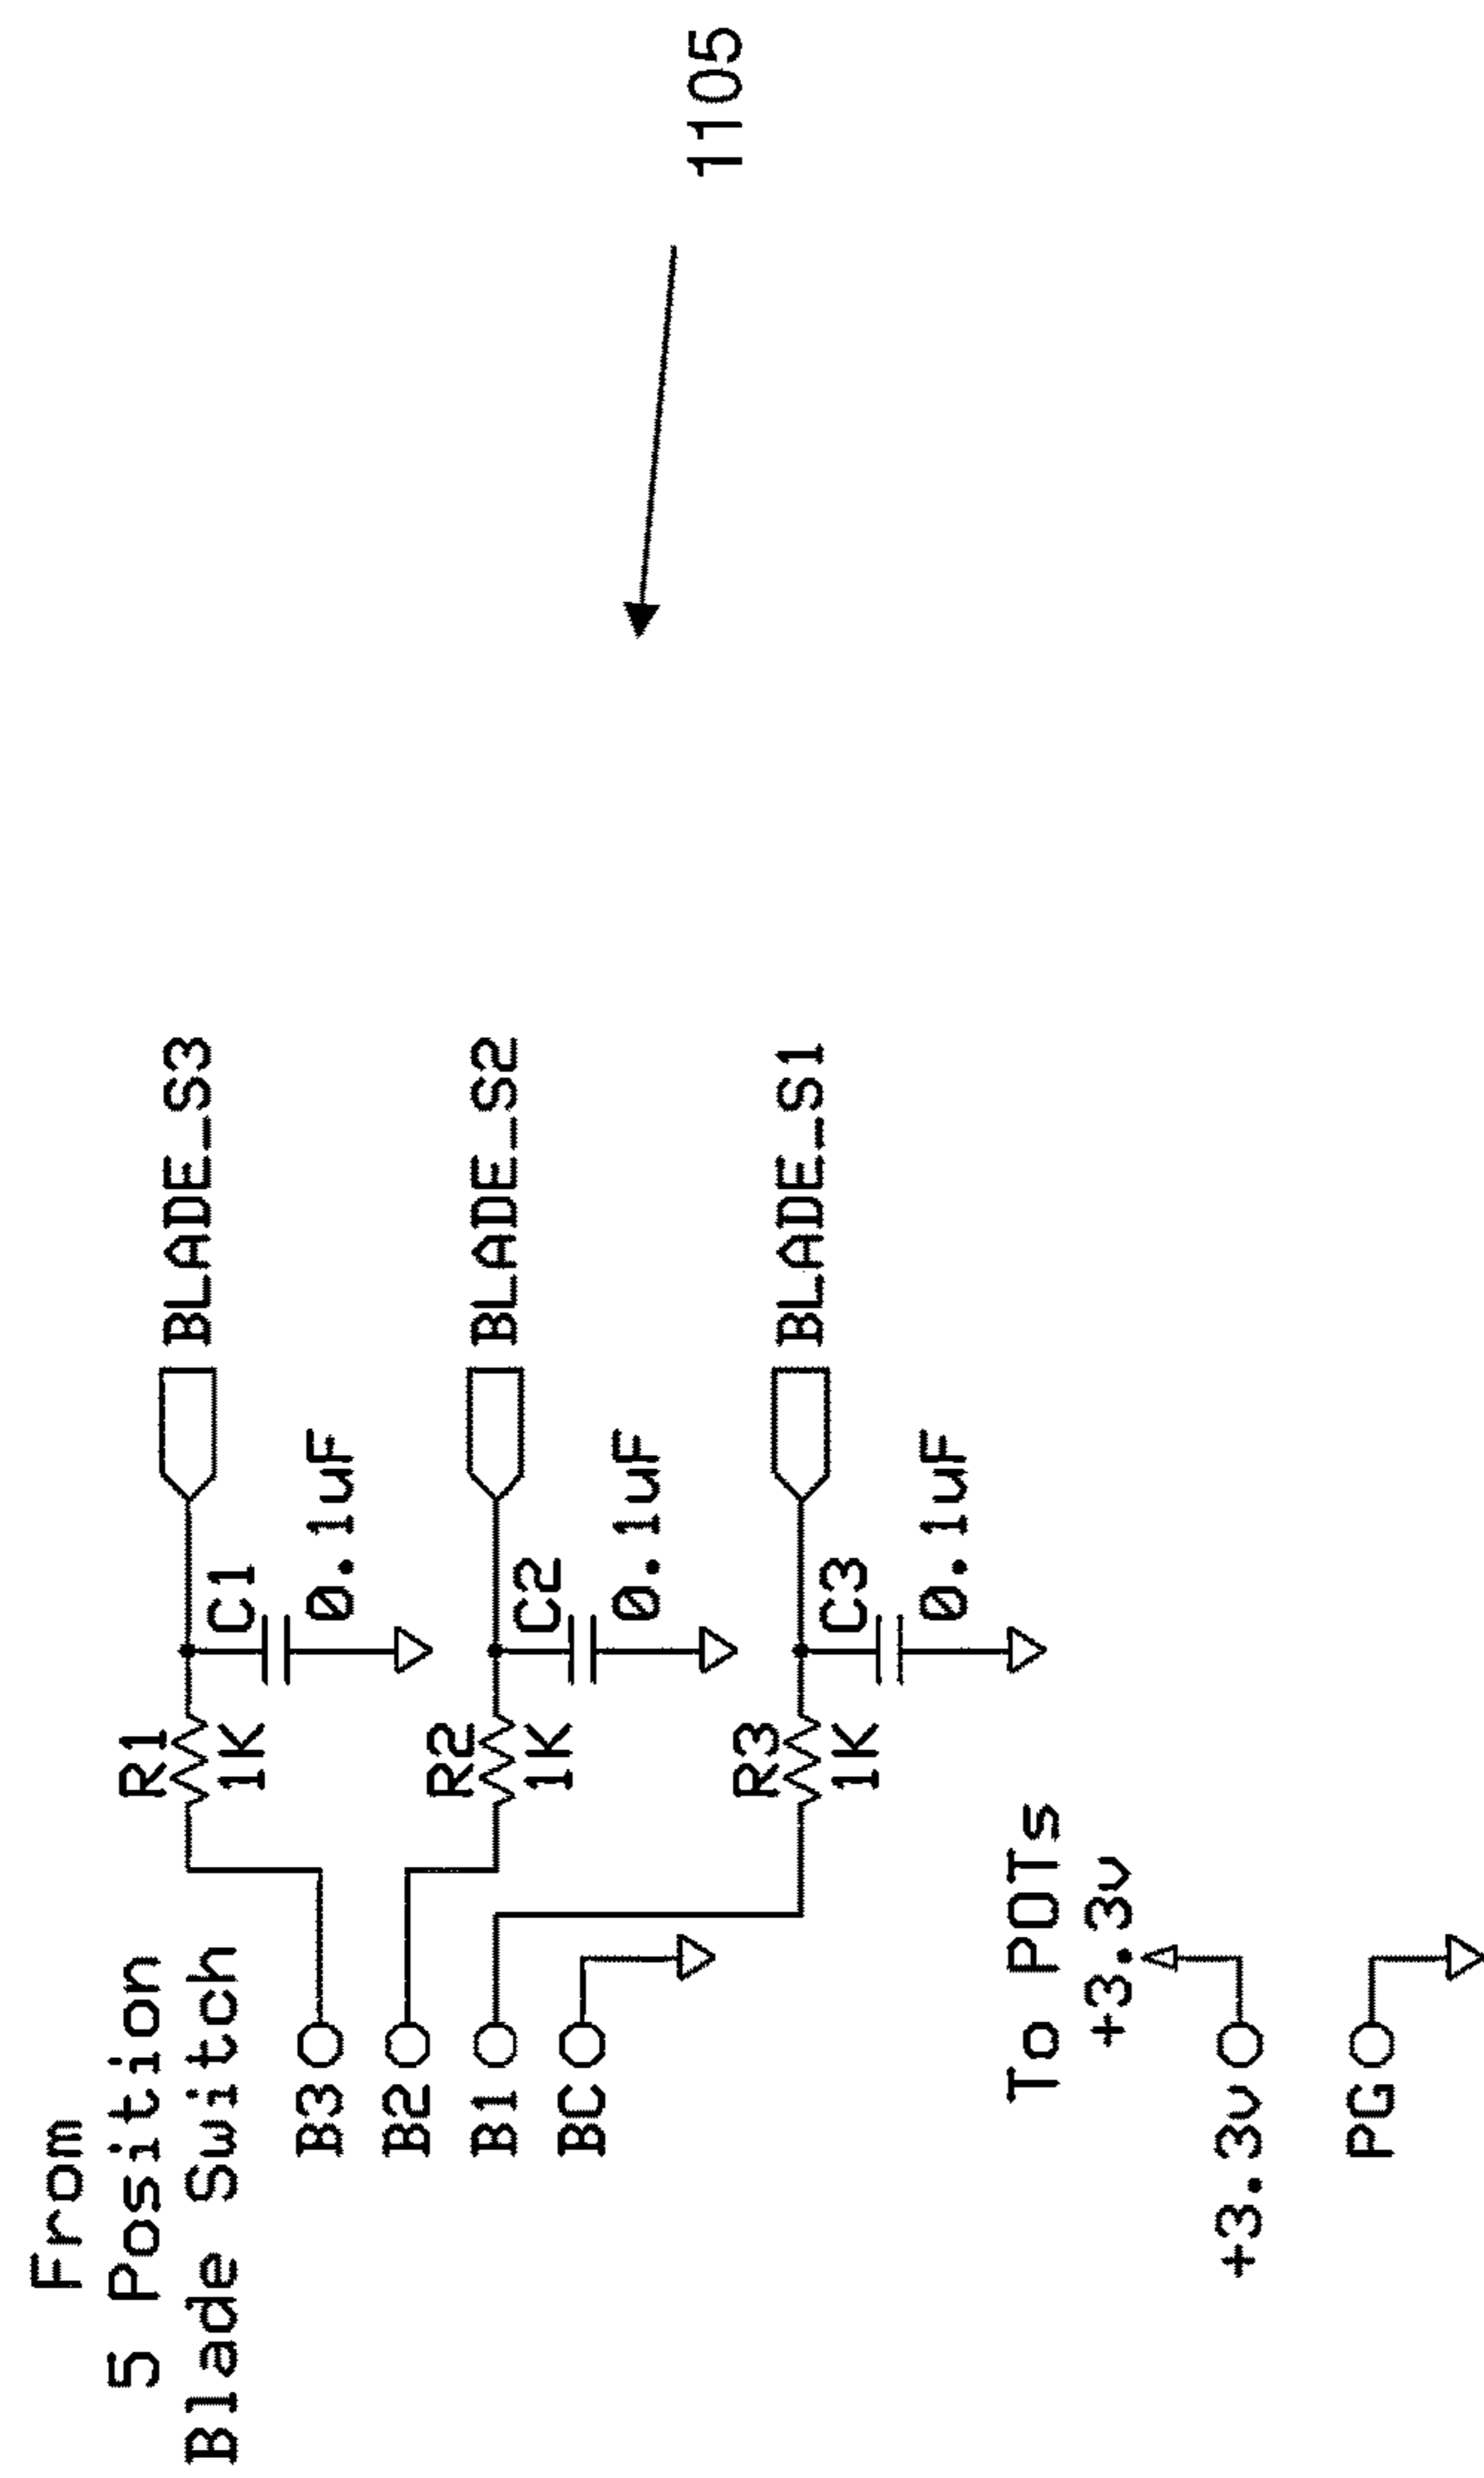 From
5 Position
Blade Switch
B3
B2
B1
BC
R1
1K
C1
0.1uF
BLADE_S3
R2
1K
C2
0.1uF
BLADE_S2
R3
1K
C3
0.1uF
BLADE_S1
To POTs
+3.3v
+3.3v
PG
1105